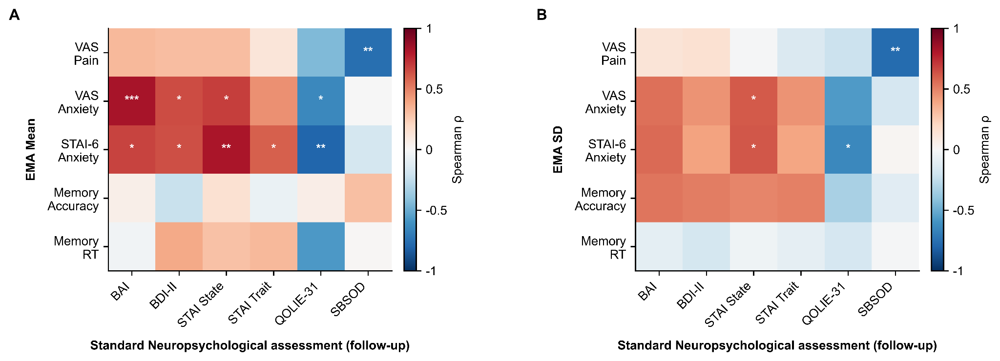 A
VAS
Pain
VAS
Anxiety
STAI-6
Anxiety
Memory
Accuracy
Memory
RT
EMA Mean
**
*** * * *
* * ** * **
BAI
BDI-II
STAI State
STAI Trait
QOLIE-31
SBSOD
Standard Neuropsychological assessment (follow-up)
1
0.5
0
-0.5
-1
Spearman ρ
B
VAS
Pain
VAS
Anxiety
STAI-6
Anxiety
Memory
Accuracy
Memory
RT
EMA SD
**
*
* *
BAI
BDI-II
STAI State
STAI Trait
QOLIE-31
SBSOD
Standard Neuropsychological assessment (follow-up)
1
0.5
0
-0.5
-1
Spearman ρ